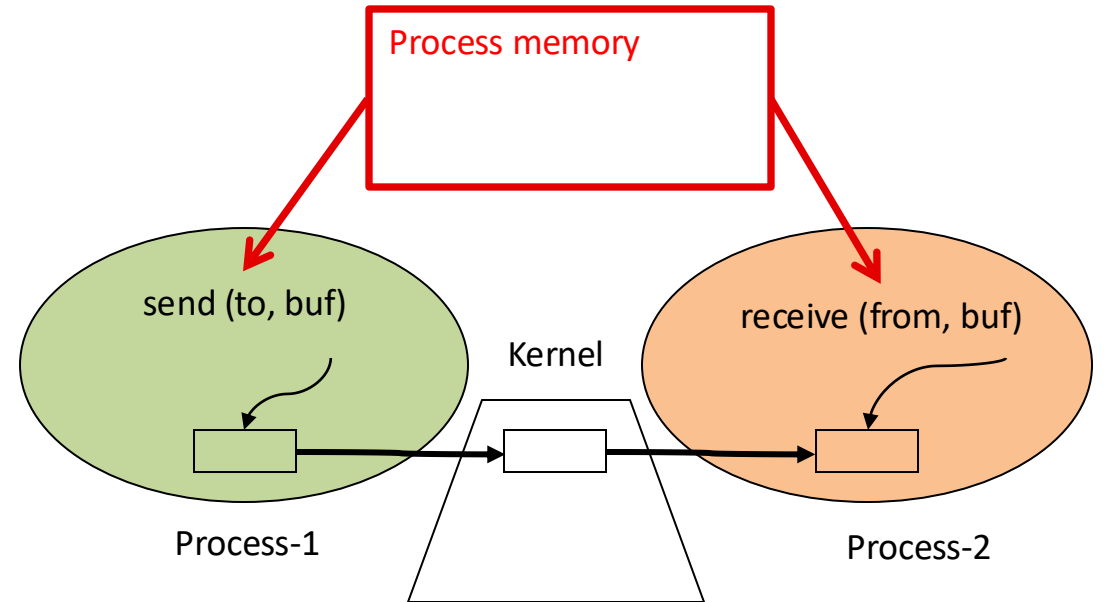 Process memory
send (to, buf)
receive (from, buf)
Kernel
Process-1
Process-2